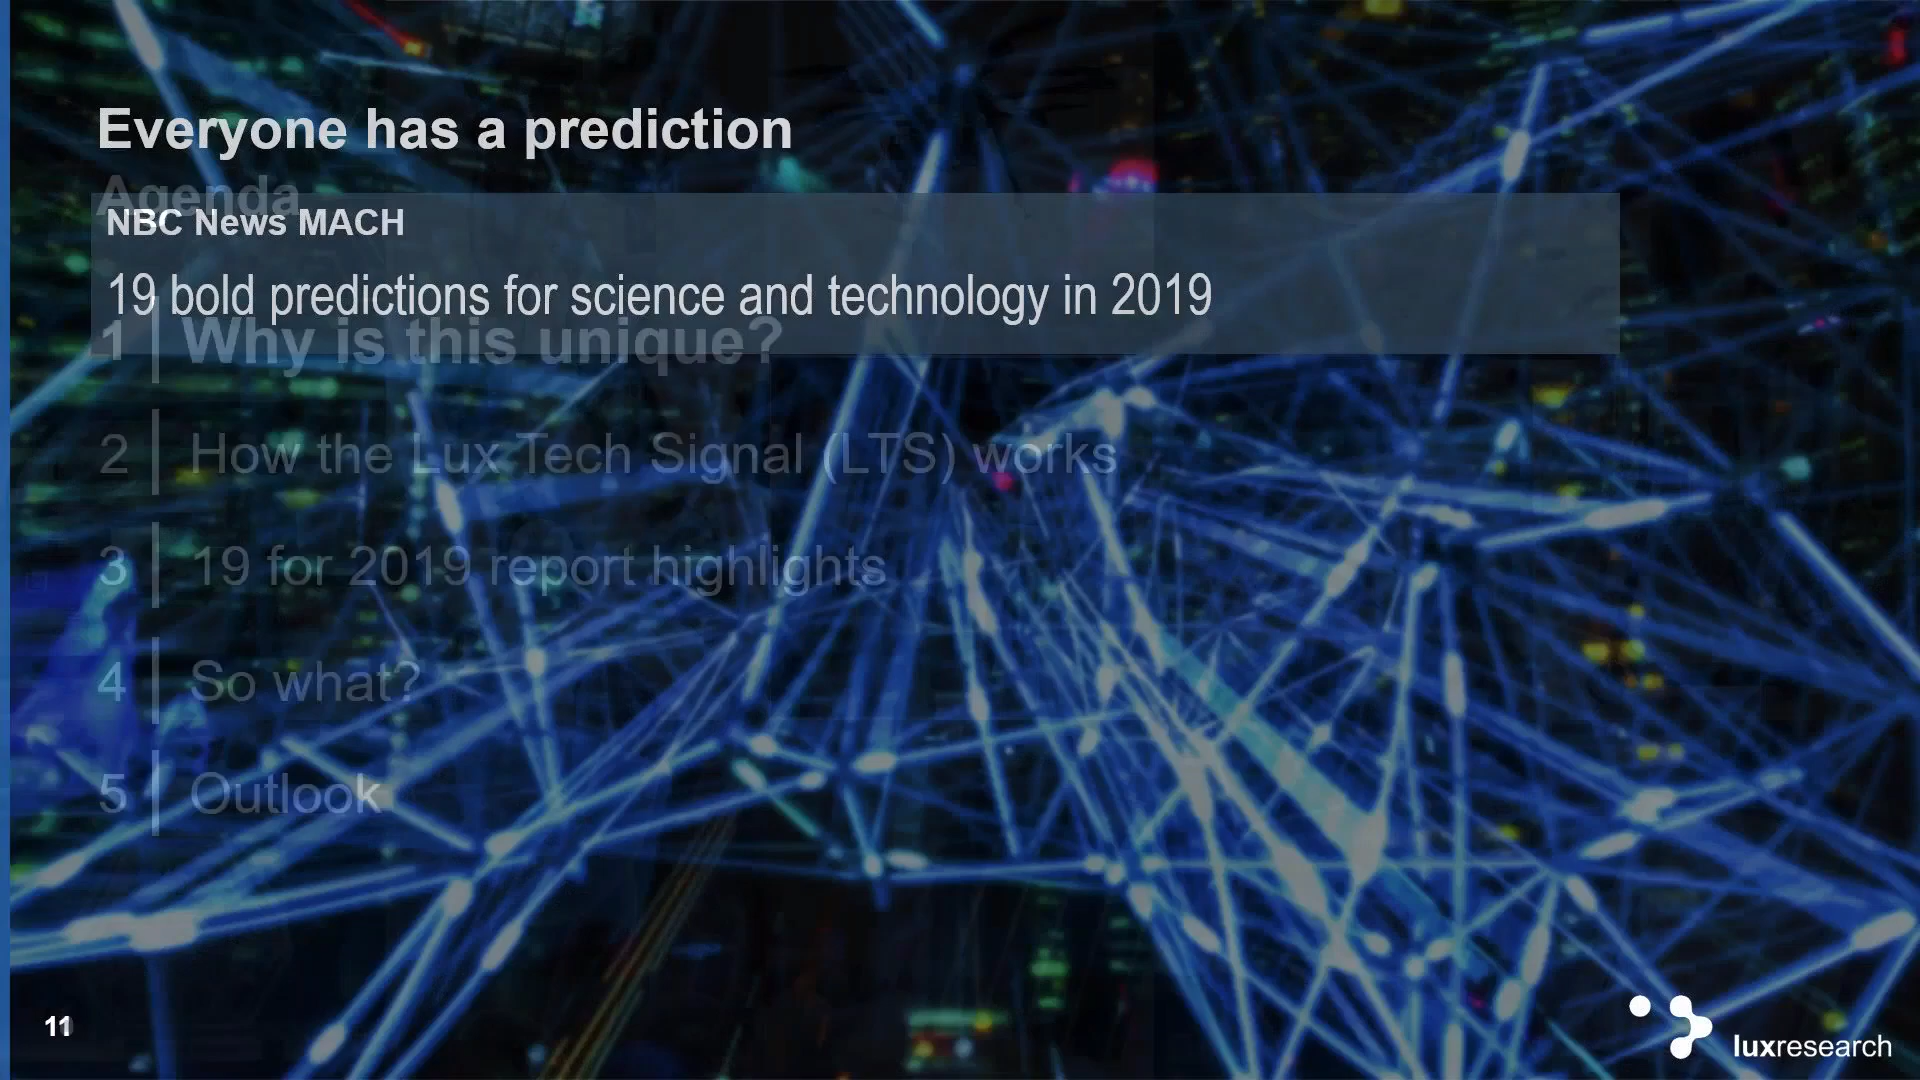 Everyone has a prediction
Agenda
NBC News MACH
19 bold predictions for science and technology in 2019
1 Why is this unique?
2 How the Lux Tech Signal (LTS) works
3 19 for 2019 report highlights
4 So what?
5 Outlook
11
luxresearch